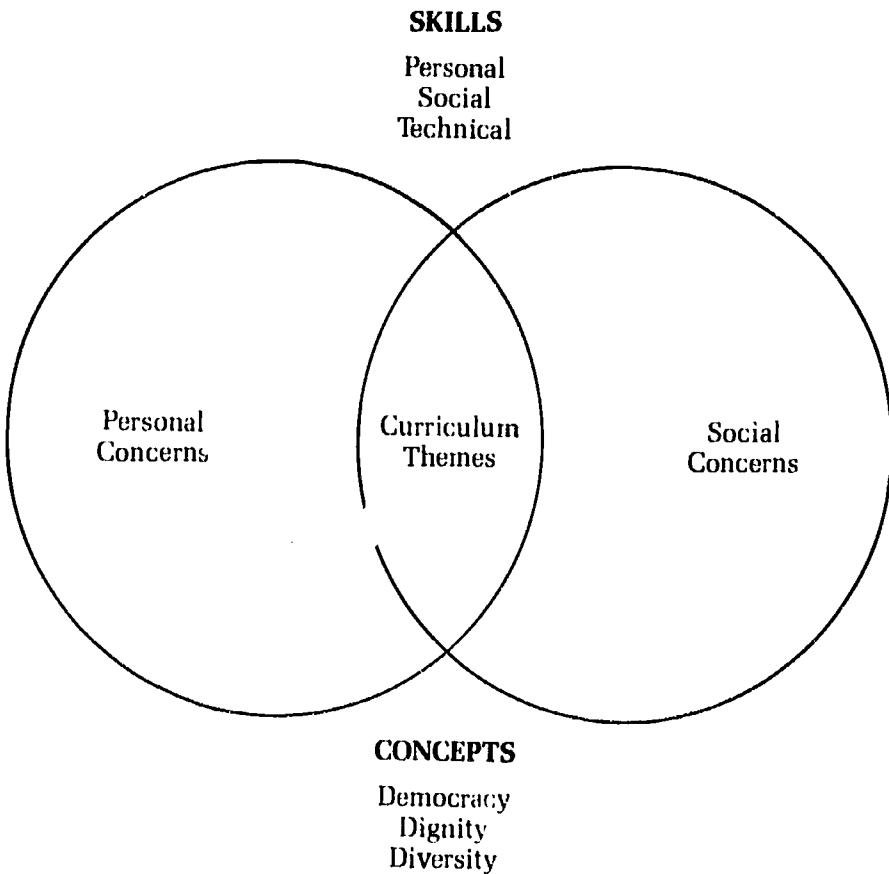 SKILLS
Personal
Social
Technical
Personal
Concerns
Curriculum
Themes
Social
Concerns
CONCEPTS
Democracy
Dignity
Diversity